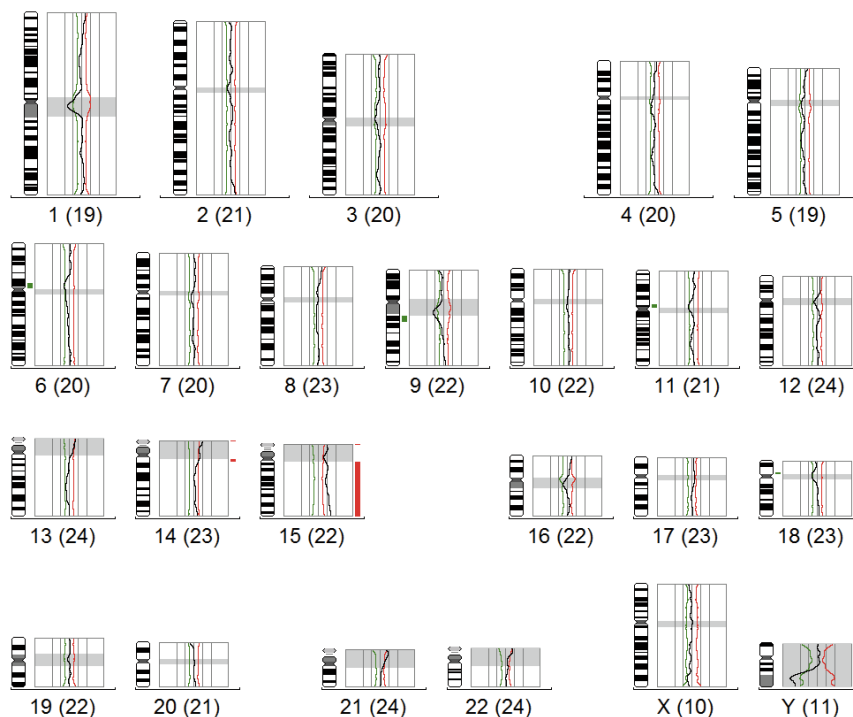 1 (19) 2 (21) 3 (20) 4 (20) 5 (19)
6 (20) 7 (20) 8 (23) 9 (22) 10 (22) 11 (21) 12 (24)
13 (24) 14 (23) 15 (22) 16 (22) 17 (23) 18 (23)
19 (22) 20 (21) 21 (24) 22 (24) X (10) Y (11)